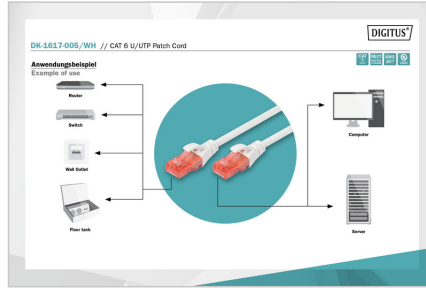 DIGITUS®
DK-1617-005/WH // CAT 6 U/UTP Patch Cord
Anwendungsbeispiel
Example of use
Router
Switch
Wall Outlet
Floor tank
Computer
Server